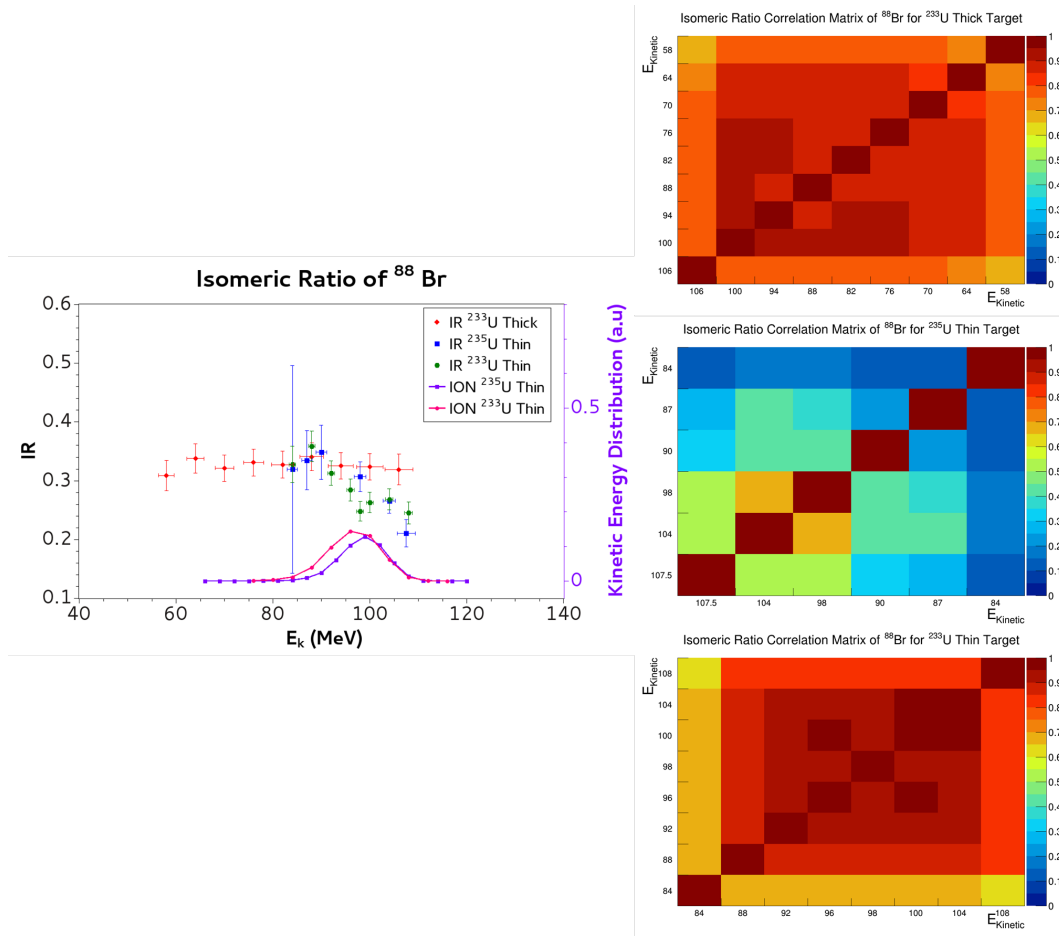 Isomeric Ratio of ⁸⁸ Br
0.6
0.5
0.4
0.3
0.2
0.1
IR
40 60 80 100 120 140
E_k (MeV)
0.5
0
Kinetic Energy Distribution (a.u)
IR ²³³U Thick
IR ²³⁵U Thin
IR ²³³U Thin
ION ²³⁵U Thin
ION ²³³U Thin
Isomeric Ratio Correlation Matrix of ⁸⁸Br for ²³³U Thick Target
E_Kinetic
58
64
70
76
82
88
94
100
106
106 100 94 88 82 76 70 64 58
E_Kinetic
1
0.9
0.8
0.7
0.6
0.5
0.4
0.3
0.2
0.1
0
Isomeric Ratio Correlation Matrix of ⁸⁸Br for ²³⁵U Thin Target
E_Kinetic
84
87
90
98
104
107.5
107.5 104 98 90 87 84
E_Kinetic
1
0.9
0.8
0.7
0.6
0.5
0.4
0.3
0.2
0.1
0
Isomeric Ratio Correlation Matrix of ⁸⁸Br for ²³³U Thin Target
E_Kinetic
108
104
100
98
96
92
88
84
84 88 92 96 98 100 104 108
E_Kinetic
1
0.9
0.8
0.7
0.6
0.5
0.4
0.3
0.2
0.1
0